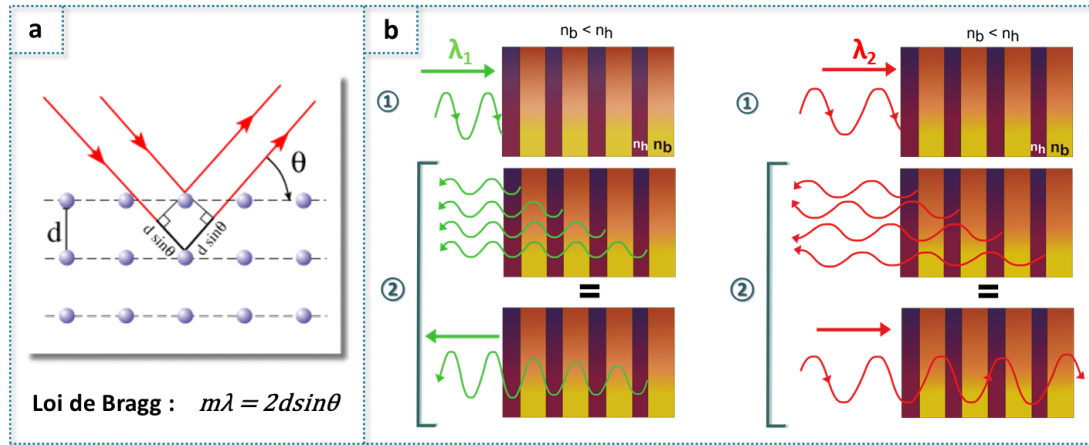 a
θ
d
d sinθ
d sinθ
Loi de Bragg : mλ = 2dsinθ
b
n_b < n_h
λ₁
①
n_h n_b
②
=
n_b < n_h
λ₂
①
n_h n_b
②
=